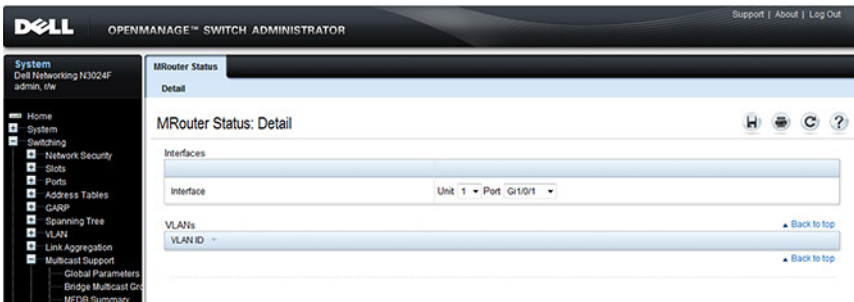 DELL
OPENMANAGE™ SWITCH ADMINISTRATOR
Support | About | Log Out
System
Dell Networking N3024F
admin, r/w
Home
System
Switching
Network Security
Slots
Ports
Address Tables
GARP
Spanning Tree
VLAN
Link Aggregation
Multicast Support
Global Parameters
Bridge Multicast Gro
MFDB Summary
MRouter Status
Detail
MRouter Status: Detail
Interfaces
Interface
Unit 1 Port Gi1/0/1
VLANs
Back to top
VLAN ID
Back to top